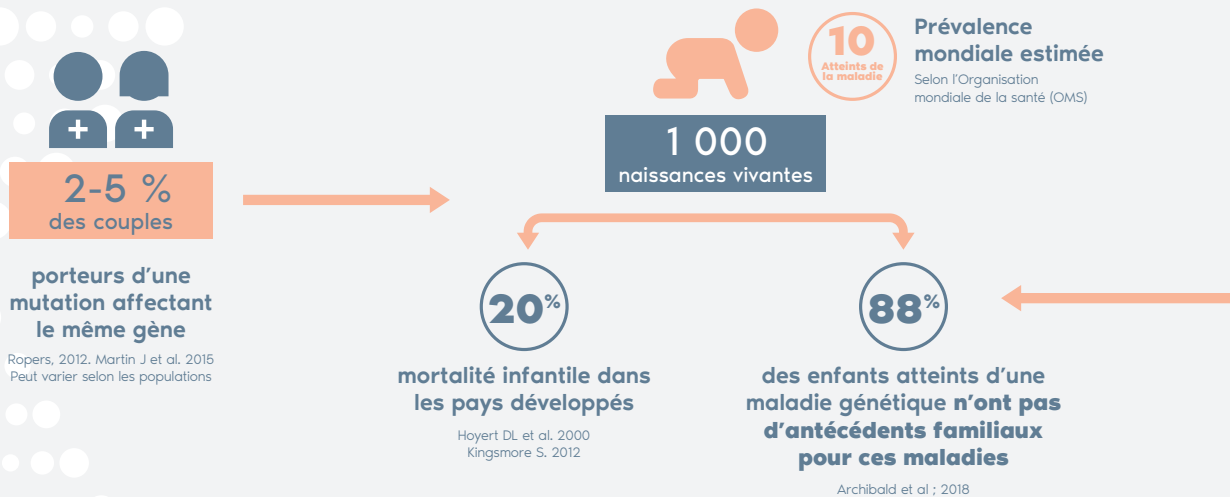 2-5 %
des couples
porteurs d'une
mutation affectant
le même gène
Ropers, 2012. Martin J et al. 2015
Peut varier selon les populations
10
Atteints de
la maladie
Prévalence
mondiale estimée
Selon l'Organisation
mondiale de la santé (OMS)
1 000
naissances vivantes
20%
mortalité infantile dans
les pays développés
Hoyert DL et al. 2000
Kingsmore S. 2012
88%
des enfants atteints d'une
maladie génétique n'ont pas
d'antécédents familiaux
pour ces maladies
Archibald et al ; 2018